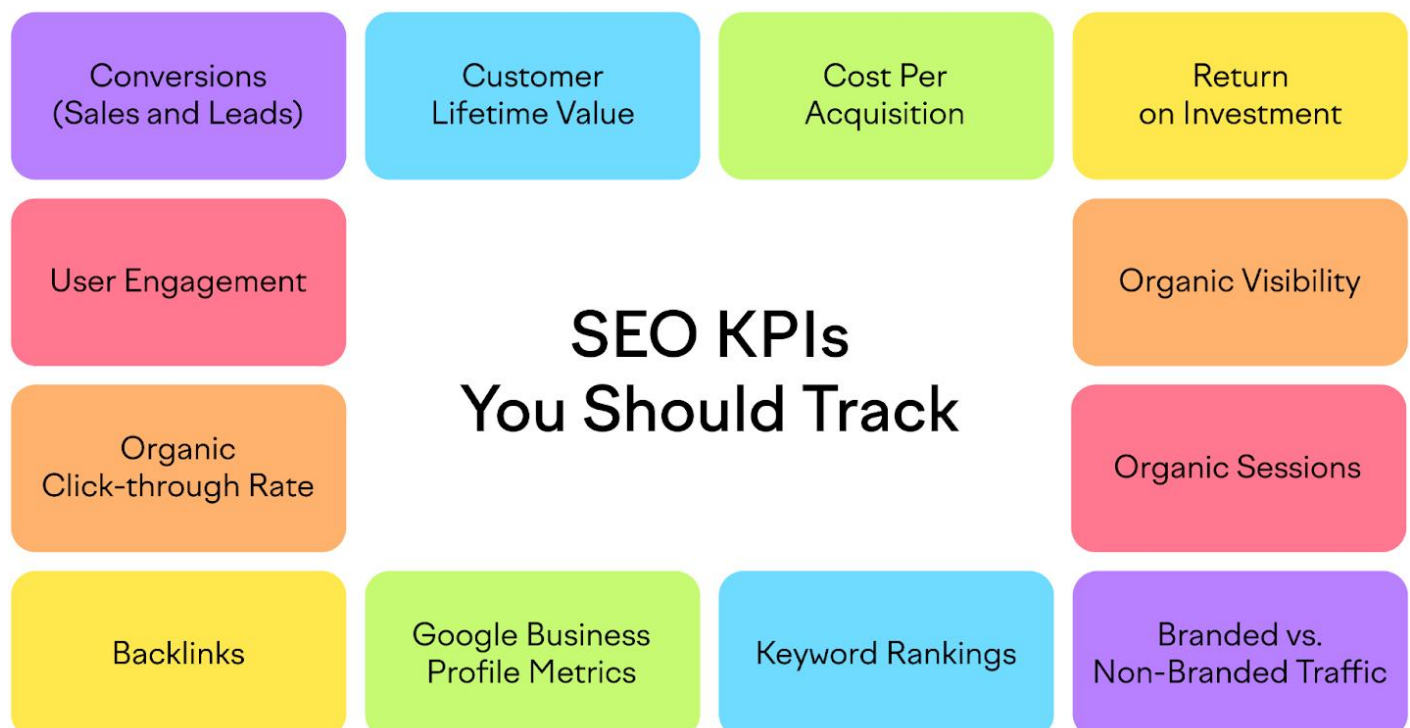 Conversions
(Sales and Leads)
Customer
Lifetime Value
Cost Per
Acquisition
Return
on Investment
User Engagement
Organic Visibility
SEO KPIs
You Should Track
Organic
Click-through Rate
Organic Sessions
Backlinks
Google Business
Profile Metrics
Keyword Rankings
Branded vs.
Non-Branded Traffic